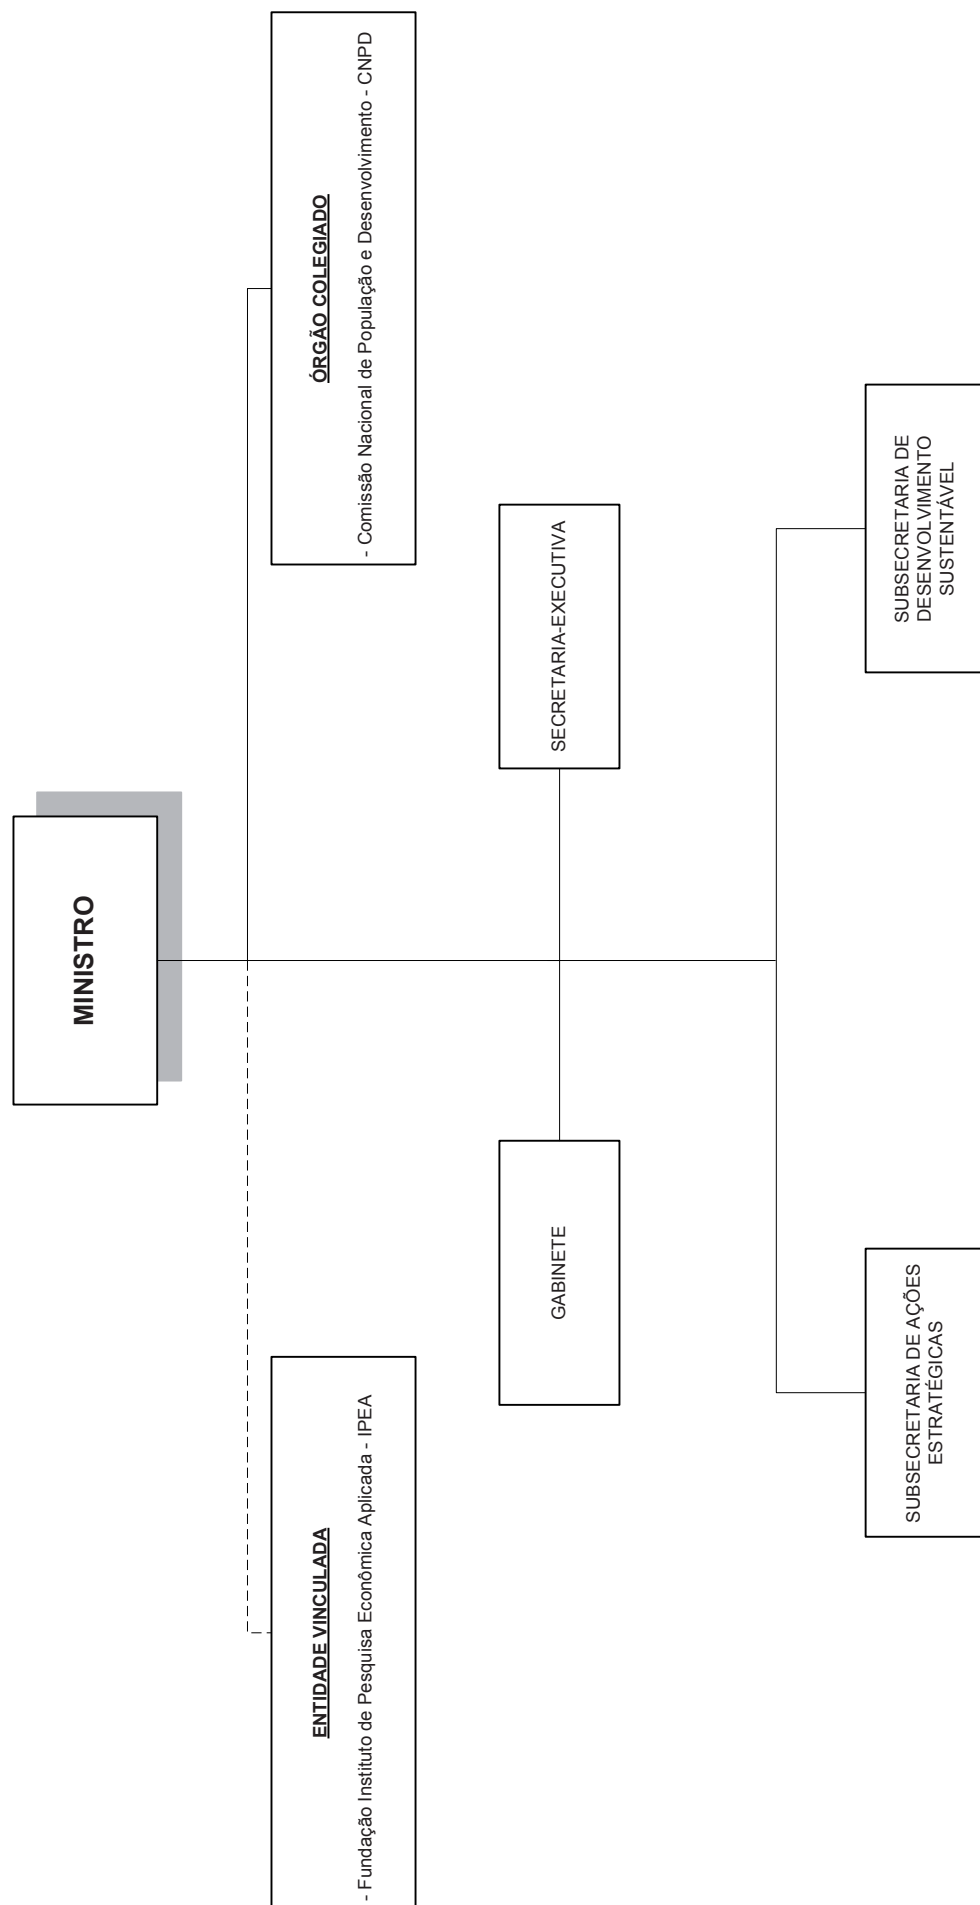 MINISTRO
ENTIDADE VINCULADA
- Fundação Instituto de Pesquisa Econômica Aplicada - IPEA
ÓRGÃO COLEGIADO
- Comissão Nacional de População e Desenvolvimento - CNPD
GABINETE
SECRETARIA-EXECUTIVA
SUBSECRETARIA DE AÇÕES
ESTRATÉGICAS
SUBSECRETARIA DE
DESENVOLVIMENTO
SUSTENTÁVEL